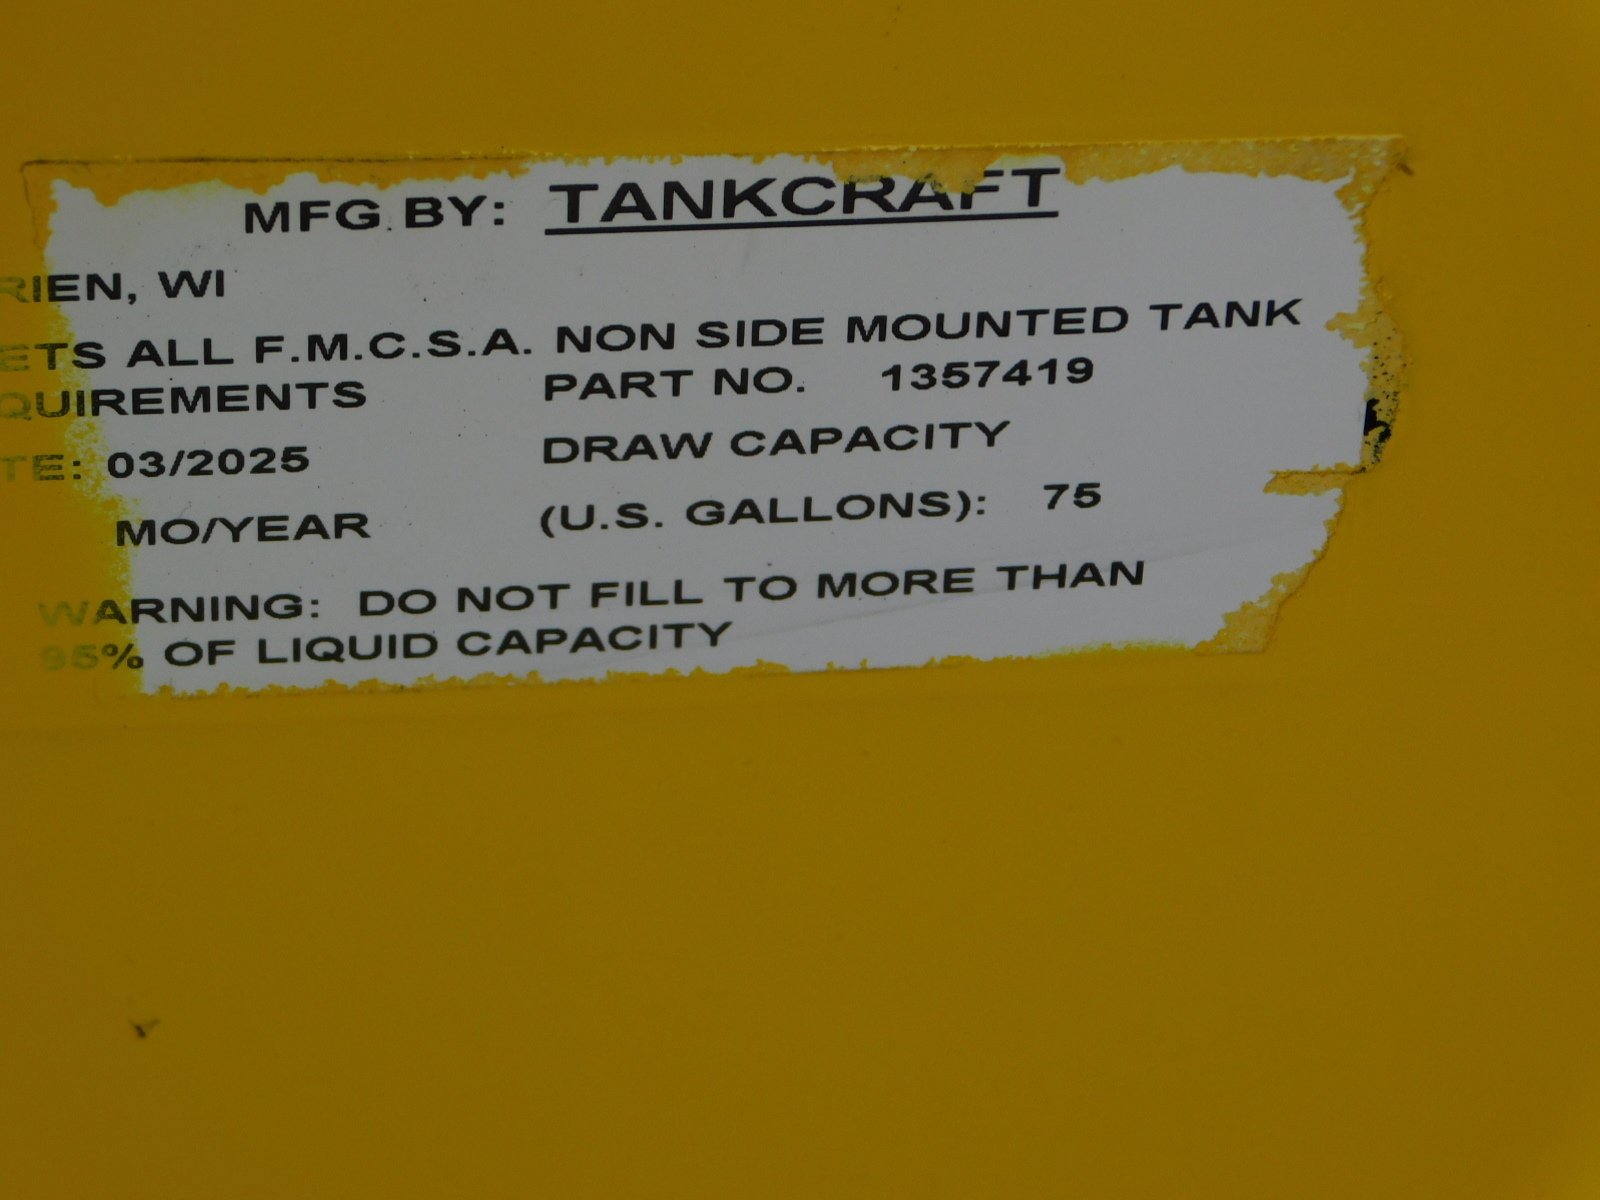 MFG BY: TANKCRAFT
RIEN, WI
ETS ALL F.M.C.S.A. NON SIDE MOUNTED TANK
QUIREMENTS PART NO. 1357419
TE: 03/2025 DRAW CAPACITY
MO/YEAR (U.S. GALLONS): 75
WARNING: DO NOT FILL TO MORE THAN
95% OF LIQUID CAPACITY